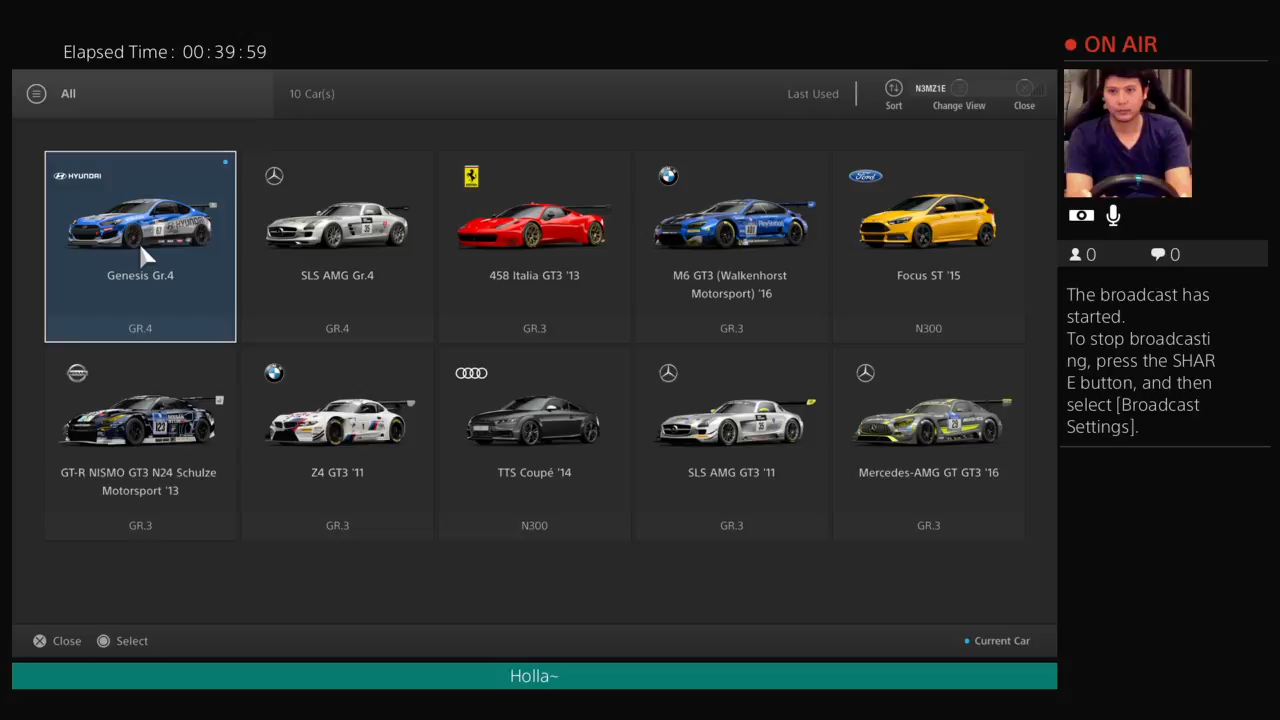 Elapsed Time: 00:39:59
ON AIR
All
10 Car(s)
Last Used
Sort
N3MZ1E
Change View
Close
HYUNDAI
Genesis Gr.4
GR.4
SLS AMG Gr.4
GR.4
458 Italia GT3 '13
GR.3
M6 GT3 (Walkenhorst
Motorsport) '16
GR.3
Ford
Focus ST '15
N300
GT-R NISMO GT3 N24 Schulze
Motorsport '13
GR.3
Z4 GT3 '11
GR.3
TTS Coupé '14
N300
SLS AMG GT3 '11
GR.3
Mercedes-AMG GT GT3 '16
GR.3
0
0
The broadcast has
started.
To stop broadcasti
ng, press the SHAR
E button, and then
select [Broadcast
Settings].
Close
Select
Current Car
Holla~